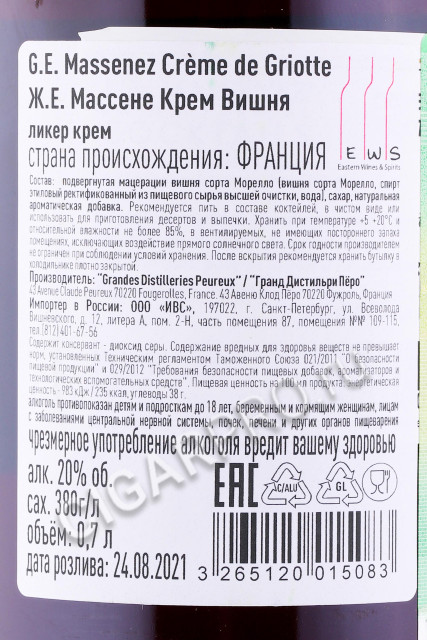 G.E. Massenez Crème de Griotte
Ж.Е. Массене Крем Вишня
ликер крем
страна происхождения: ФРАНЦИЯ
E W S
Eastern Wines & Spirits
Состав: подвергнутая мацерации вишня сорта Морелло (вишня сорта Морелло, спирт
этиловый ректификованный из пищевого сырья высшей очистки, вода), сахар, натуральная
ароматическая добавка. Рекомендуется пить в составе коктейлей, в чистом виде или
использовать для приготовления десертов и выпечки. Хранить при температуре +5 +20°C и
относительной влажности не более 85%, в вентилируемых, не имеющих постороннего запаха
помещениях, исключающих воздействие прямого солнечного света. Срок годности производителем
не ограничен при соблюдении условий хранения. После вскрытия рекомендуется хранить бутылку в
холодильнике плотно закрытой.
Производитель: "Grandes Distilleries Peureux" / "Гранд Дистильри Пёро"
43 Avenue Claude Peureux 70220 Fougerolles, France. 43 Авеню Клод Пёро 70220 Фужроль, Франция
Импортер в России: ООО "ИВС", 197022, г. Санкт-Петербург, ул. Всеволода
Вишневского, д. 12, литера А, пом. 2-Н, часть помещения 87, помещение №№ 109-115,
тел.(812)401-67-56
Содержит консервант - диоксид серы. Содержание вредных для здоровья веществ не превышает
норм, установленных Техническим регламентом Таможенного Союза 021/2011 "О безопасности
пищевой продукции" и 029/2012 "Требования безопасности пищевых добавок, ароматизаторов и
технологических вспомогательных средств". Пищевая ценность на 100 мл продукта: энергетическая
ценность - 983 кДж / 235 ккал, углеводы 38 г.
алкоголь противопоказан детям и подросткам до 18 лет, беременным и кормящим женщинам, лицам
с заболеваниями центральной нервной системы, почек, печени и других органов пищеварения
Чрезмерное употребление алкоголя вредит вашему здоровью
алк. 20% об.
сах. 380г/л
объём: 0,7 л
дата розлива: 24.08.2021
EAC
C/ALU
GL
3 265120 015083
CIGARPRO.RU